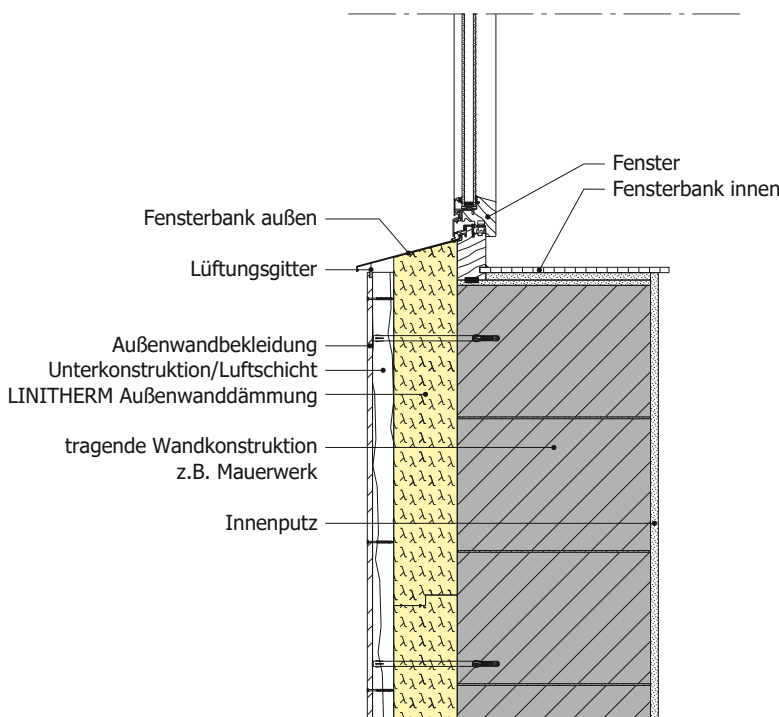 Fenster
Fensterbank innen
Fensterbank außen
Lüftungsgitter
Außenwandbekleidung
Unterkonstruktion/Luftschicht
LINITHERM Außenwanddämmung
tragende Wandkonstruktion
z.B. Mauerwerk
Innenputz